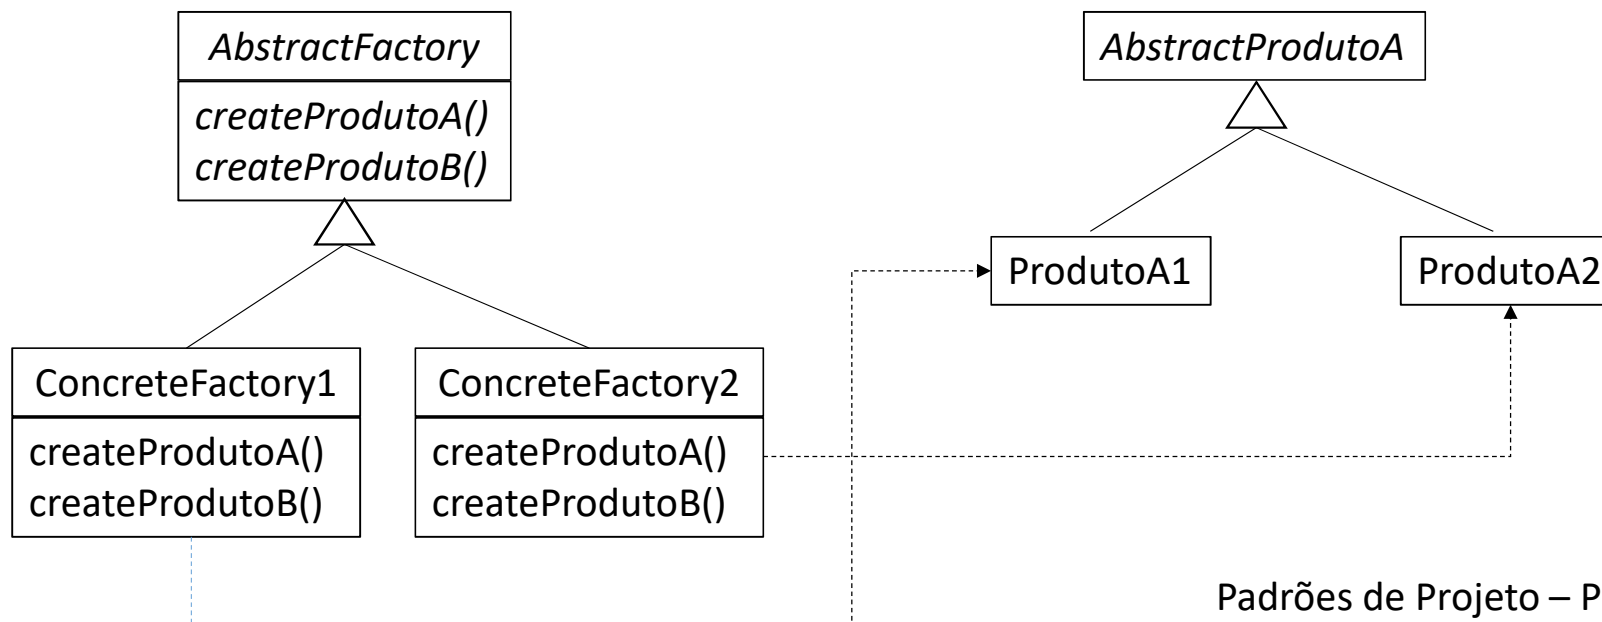 AbstractFactory
createProdutoA()
createProdutoB()
AbstractProdutoA
ProdutoA1
ProdutoA2
ConcreteFactory1
createProdutoA()
createProdutoB()
ConcreteFactory2
createProdutoA()
createProdutoB()
Padrões de Projeto – P